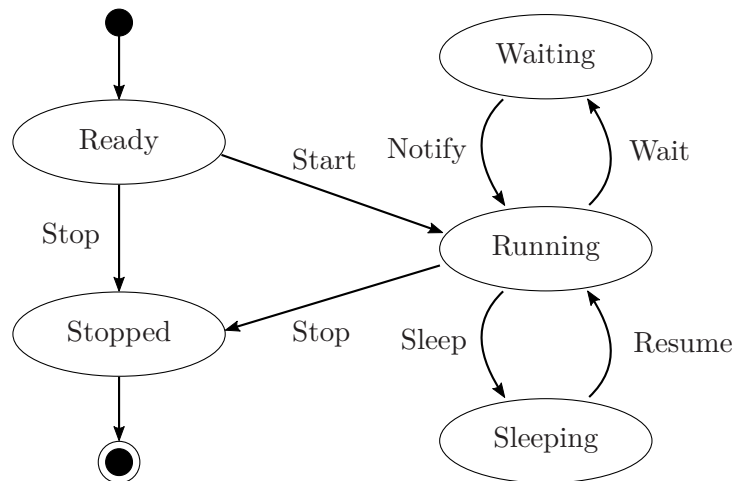 Waiting
Ready
Notify
Wait
Start
Stop
Running
Stopped
Stop
Sleep
Resume
Sleeping